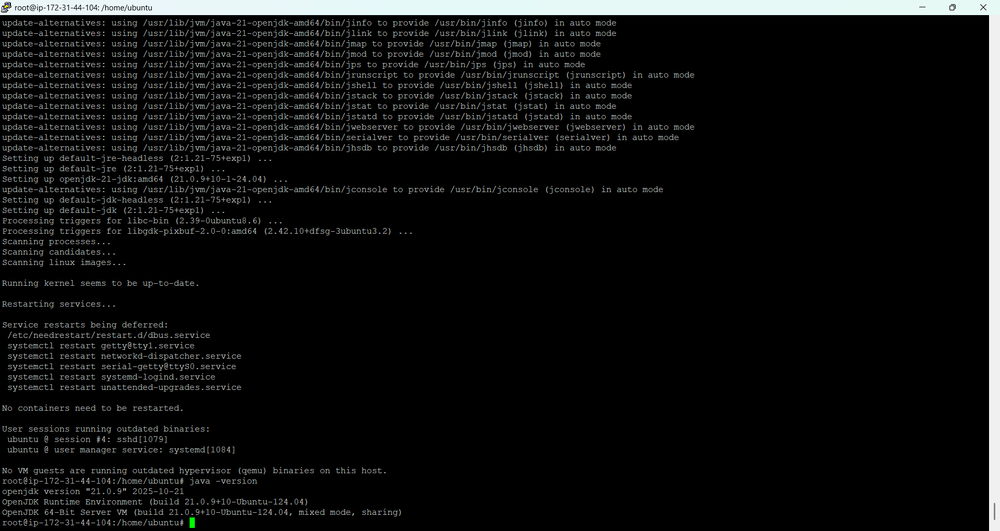 root@ip-172-31-44-104: /home/ubuntu
update-alternatives: using /usr/lib/jvm/java-21-openjdk-amd64/bin/jinfo to provide /usr/bin/jinfo (jinfo) in auto mode
update-alternatives: using /usr/lib/jvm/java-21-openjdk-amd64/bin/jlink to provide /usr/bin/jlink (jlink) in auto mode
update-alternatives: using /usr/lib/jvm/java-21-openjdk-amd64/bin/jmap to provide /usr/bin/jmap (jmap) in auto mode
update-alternatives: using /usr/lib/jvm/java-21-openjdk-amd64/bin/jmod to provide /usr/bin/jmod (jmod) in auto mode
update-alternatives: using /usr/lib/jvm/java-21-openjdk-amd64/bin/jps to provide /usr/bin/jps (jps) in auto mode
update-alternatives: using /usr/lib/jvm/java-21-openjdk-amd64/bin/jrunscript to provide /usr/bin/jrunscript (jrunscript) in auto mode
update-alternatives: using /usr/lib/jvm/java-21-openjdk-amd64/bin/jshell to provide /usr/bin/jshell (jshell) in auto mode
update-alternatives: using /usr/lib/jvm/java-21-openjdk-amd64/bin/jstack to provide /usr/bin/jstack (jstack) in auto mode
update-alternatives: using /usr/lib/jvm/java-21-openjdk-amd64/bin/jstat to provide /usr/bin/jstat (jstat) in auto mode
update-alternatives: using /usr/lib/jvm/java-21-openjdk-amd64/bin/jstatd to provide /usr/bin/jstatd (jstatd) in auto mode
update-alternatives: using /usr/lib/jvm/java-21-openjdk-amd64/bin/jwebserver to provide /usr/bin/jwebserver (jwebserver) in auto mode
update-alternatives: using /usr/lib/jvm/java-21-openjdk-amd64/bin/serialver to provide /usr/bin/serialver (serialver) in auto mode
update-alternatives: using /usr/lib/jvm/java-21-openjdk-amd64/bin/jhsdb to provide /usr/bin/jhsdb (jhsdb) in auto mode
Setting up default-jre-headless (2:1.21-75+exp1) ...
Setting up default-jre (2:1.21-75+exp1) ...
Setting up openjdk-21-jdk:amd64 (21.0.9+10-1~24.04) ...
update-alternatives: using /usr/lib/jvm/java-21-openjdk-amd64/bin/jconsole to provide /usr/bin/jconsole (jconsole) in auto mode
Setting up default-jdk-headless (2:1.21-75+exp1) ...
Setting up default-jdk (2:1.21-75+exp1) ...
Processing triggers for libc-bin (2.39-0ubuntu8.6) ...
Processing triggers for libgdk-pixbuf-2.0-0:amd64 (2.42.10+dfsg-3ubuntu3.2) ...
Scanning processes...
Scanning candidates...
Scanning linux images...
Running kernel seems to be up-to-date.
Restarting services...
Service restarts being deferred:
/etc/needrestart/restart.d/dbus.service
systemctl restart getty@tty1.service
systemctl restart networkd-dispatcher.service
systemctl restart serial-getty@ttyS0.service
systemctl restart systemd-logind.service
systemctl restart unattended-upgrades.service
No containers need to be restarted.
User sessions running outdated binaries:
ubuntu @ session #4: sshd[1079]
ubuntu @ user manager service: systemd[1084]
No VM guests are running outdated hypervisor (qemu) binaries on this host.
root@ip-172-31-44-104:/home/ubuntu# java -version
openjdk version "21.0.9" 2025-10-21
OpenJDK Runtime Environment (build 21.0.9+10-Ubuntu-124.04)
OpenJDK 64-Bit Server VM (build 21.0.9+10-Ubuntu-124.04, mixed mode, sharing)
root@ip-172-31-44-104:/home/ubuntu#